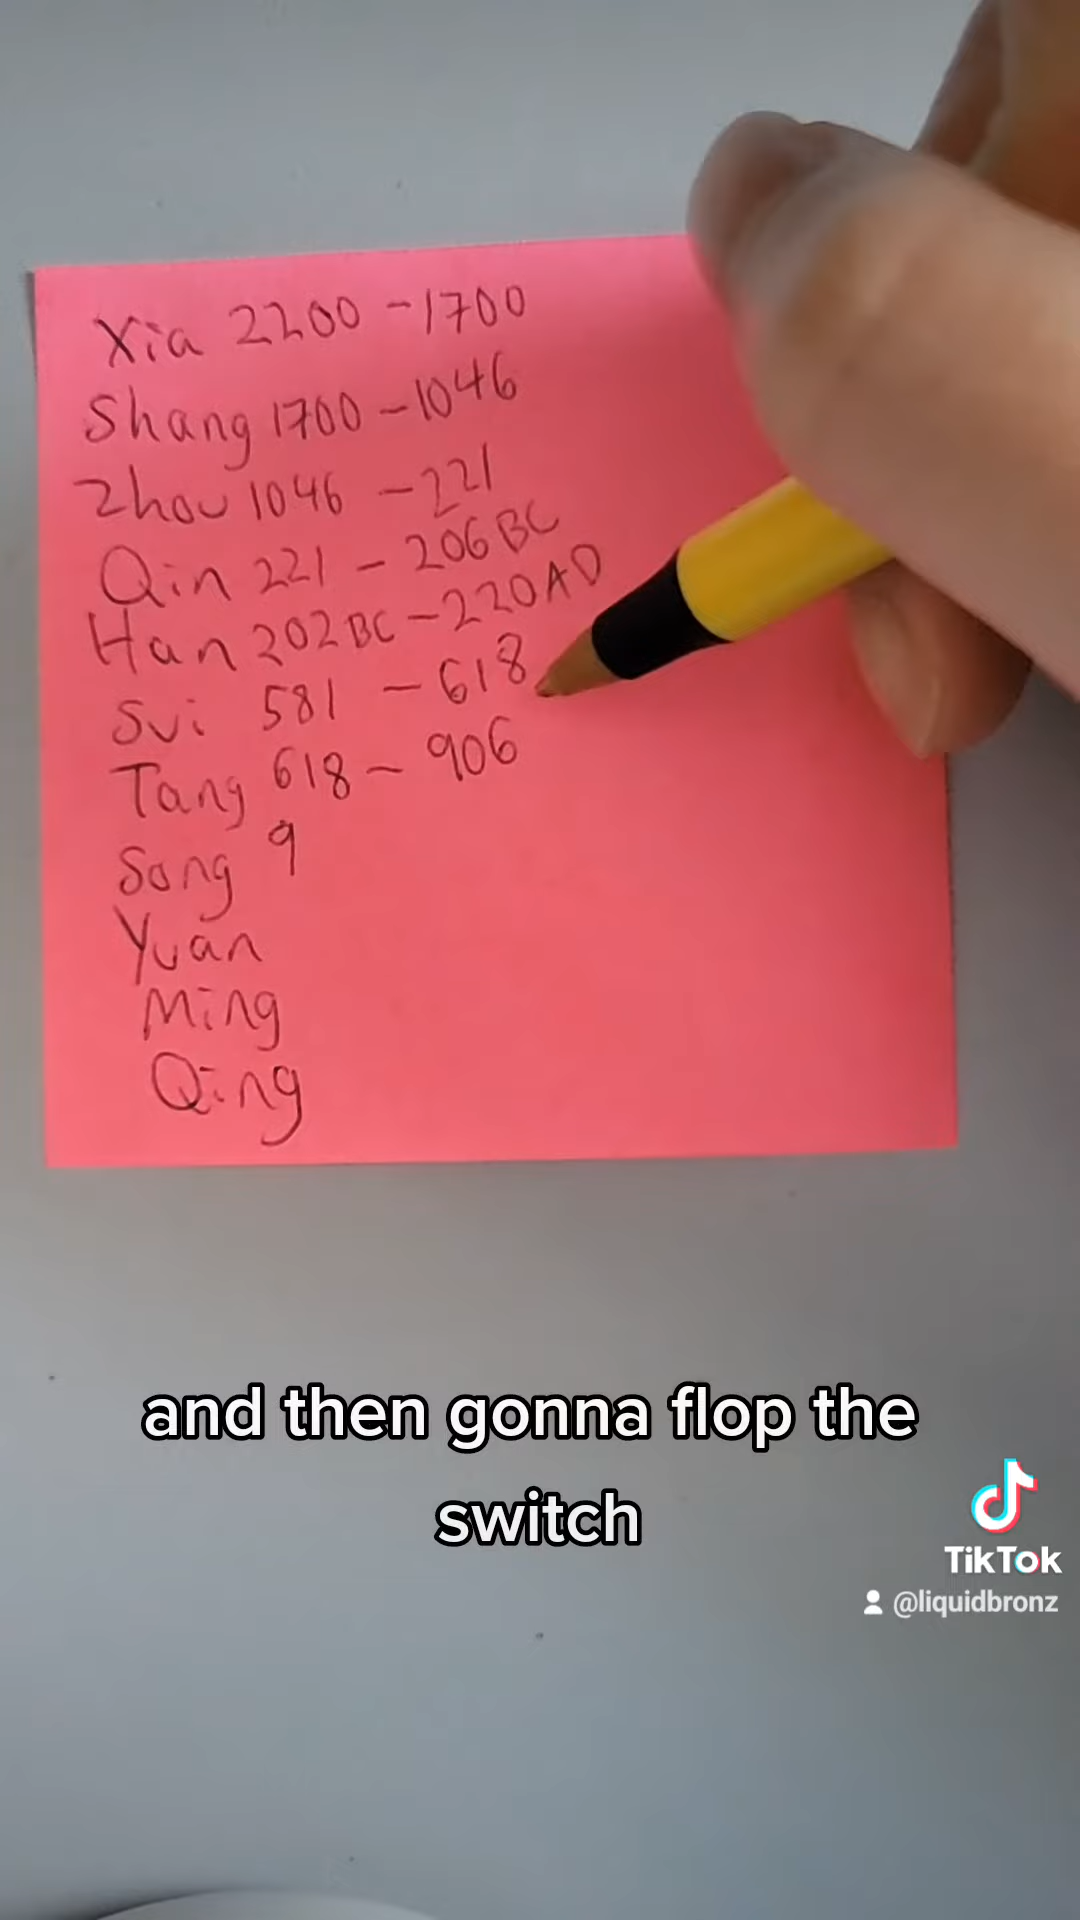 Xia 2200 - 1700
Shang 1700 - 1046
Zhou 1046 - 221
Qin 221 - 206 BC
Han 202 BC - 220 AD
Sui 581 - 618
Tang 618 - 906
Song 9
Yuan
Ming
Qing
and then gonna flop the
switch
TikTok
@liquidbronz